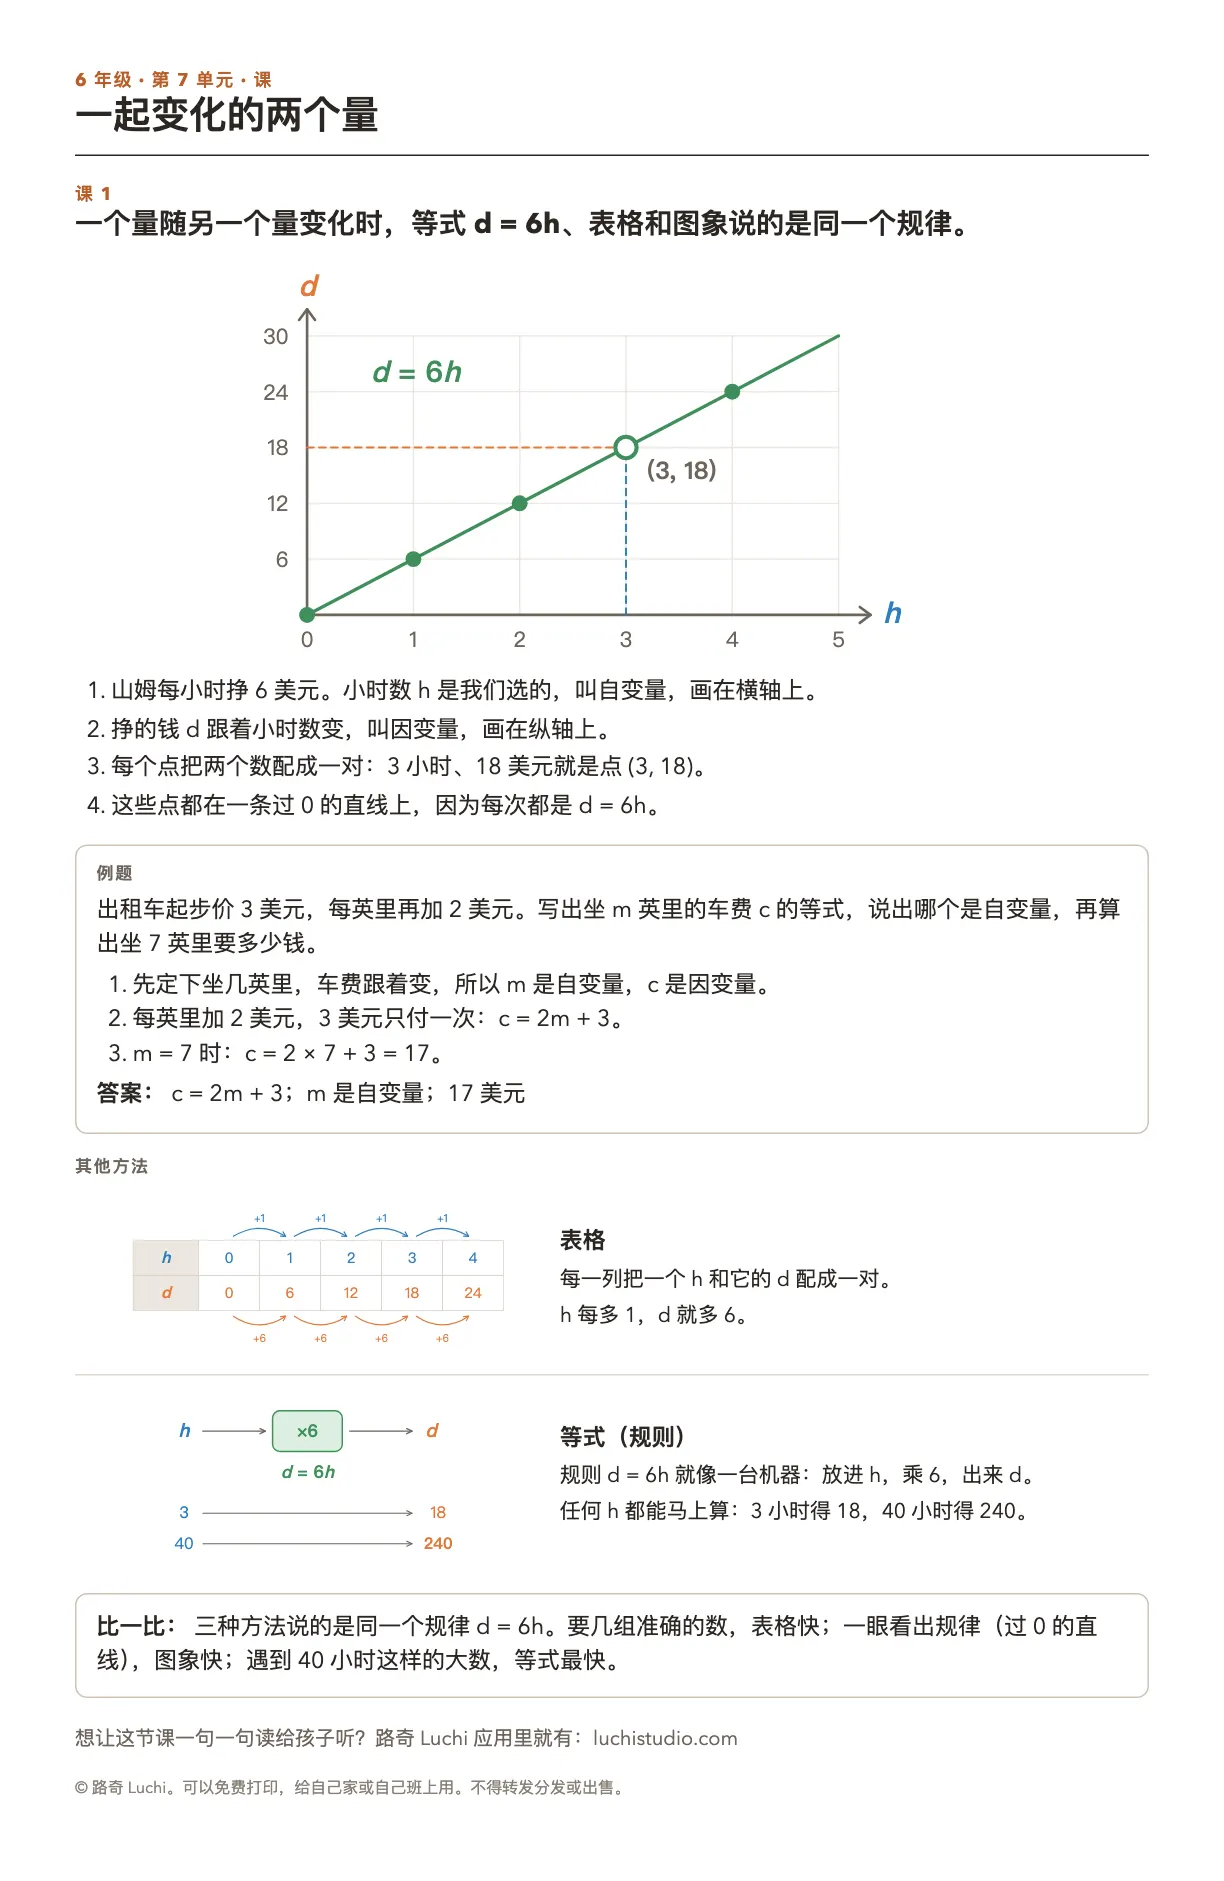 6 年级 · 第 7 单元 · 课
一起变化的两个量
课 1
一个量随另一个量变化时，等式 d = 6h、表格和图象说的是同一个规律。
d
30
d = 6h
24
18
(3, 18)
12
6
h
0 1 2 3 4 5
1. 山姆每小时挣 6 美元。小时数 h 是我们选的，叫自变量，画在横轴上。
2. 挣的钱 d 跟着小时数变，叫因变量，画在纵轴上。
3. 每个点把两个数配成一对：3 小时、18 美元就是点 (3, 18)。
4. 这些点都在一条过 0 的直线上，因为每次都是 d = 6h。
例题
出租车起步价 3 美元，每英里再加 2 美元。写出坐 m 英里的车费 c 的等式，说出哪个是自变量，再算
出坐 7 英里要多少钱。
1. 先定下坐几英里，车费跟着变，所以 m 是自变量，c 是因变量。
2. 每英里加 2 美元，3 美元只付一次：c = 2m + 3。
3. m = 7 时：c = 2 × 7 + 3 = 17。
答案： c = 2m + 3；m 是自变量；17 美元
其他方法
+1 +1 +1 +1
h 0 1 2 3 4
d 0 6 12 18 24
+6 +6 +6 +6
表格
每一列把一个 h 和它的 d 配成一对。
h 每多 1，d 就多 6。
h ×6 d
d = 6h
3 18
40 240
等式（规则）
规则 d = 6h 就像一台机器：放进 h，乘 6，出来 d。
任何 h 都能马上算：3 小时得 18，40 小时得 240。
比一比： 三种方法说的是同一个规律 d = 6h。要几组准确的数，表格快；一眼看出规律（过 0 的直
线），图象快；遇到 40 小时这样的大数，等式最快。
想让这节课一句一句读给孩子听？路奇 Luchi 应用里就有：luchistudio.com
© 路奇 Luchi。可以免费打印，给自己家或自己班上用。不得转发分发或出售。